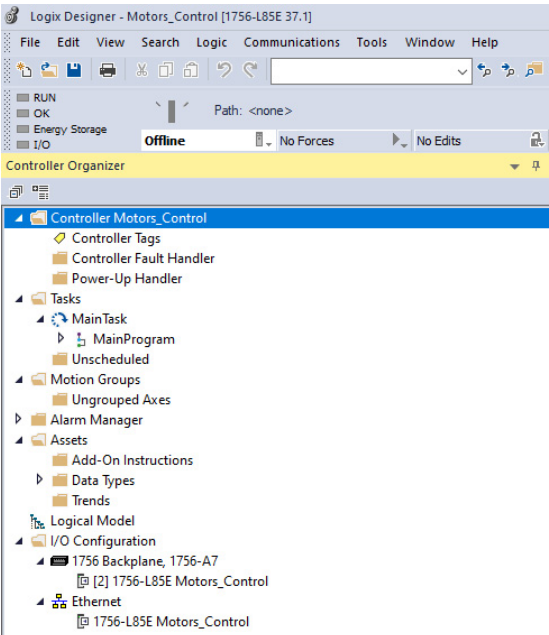 Logix Designer - Motors_Control [1756-L85E 37.1]
File Edit View Search Logic Communications Tools Window Help
RUN
OK
Energy Storage
I/O
Path: <none>
Offline No Forces No Edits
Controller Organizer
Controller Motors_Control
Controller Tags
Controller Fault Handler
Power-Up Handler
Tasks
MainTask
MainProgram
Unscheduled
Motion Groups
Ungrouped Axes
Alarm Manager
Assets
Add-On Instructions
Data Types
Trends
Logical Model
I/O Configuration
1756 Backplane, 1756-A7
[2] 1756-L85E Motors_Control
Ethernet
1756-L85E Motors_Control